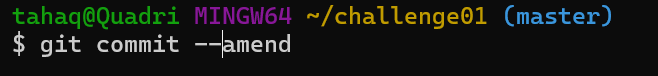 tahaq@Quadri MINGW64 ~/challenge01 (master)
$ git commit --amend